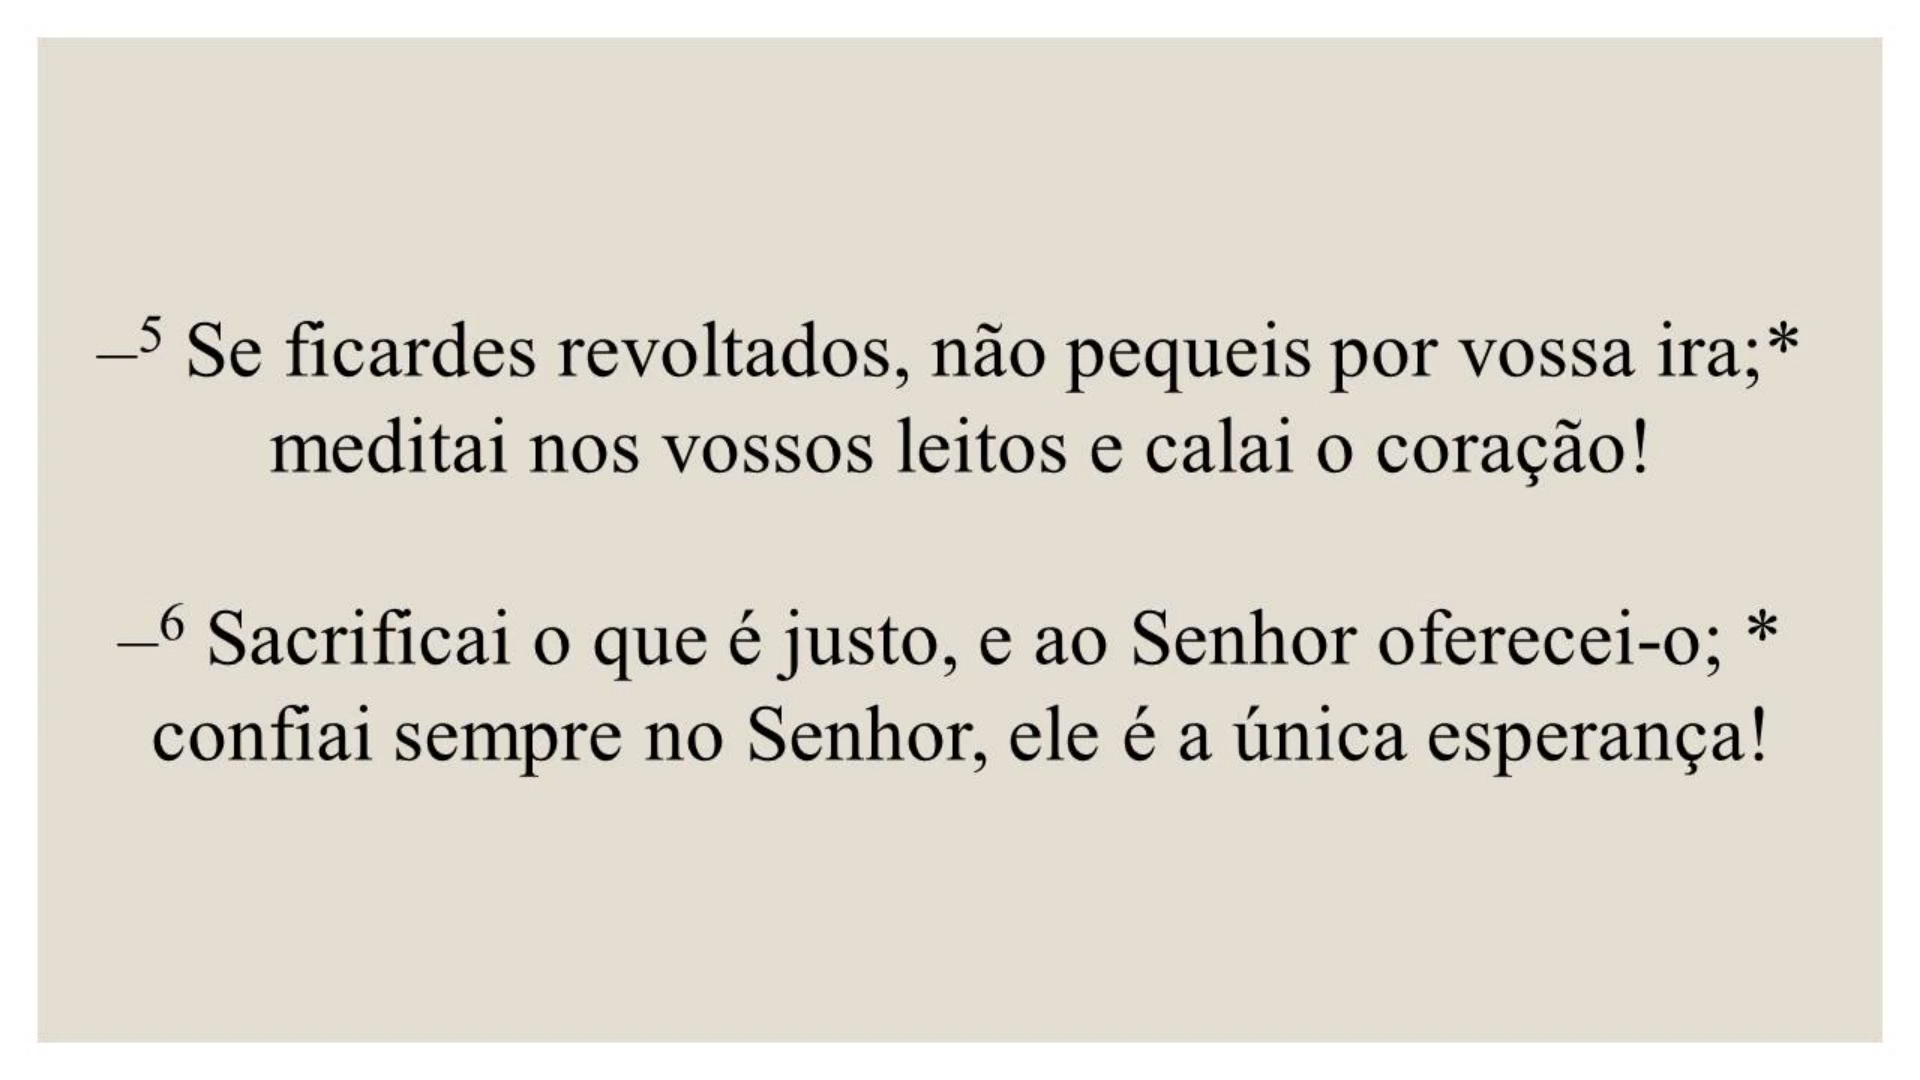 –⁵ Se ficardes revoltados, não pequeis por vossa ira;*
meditai nos vossos leitos e calai o coração!
–⁶ Sacrificai o que é justo, e ao Senhor oferecei-o; *
confiai sempre no Senhor, ele é a única esperança!